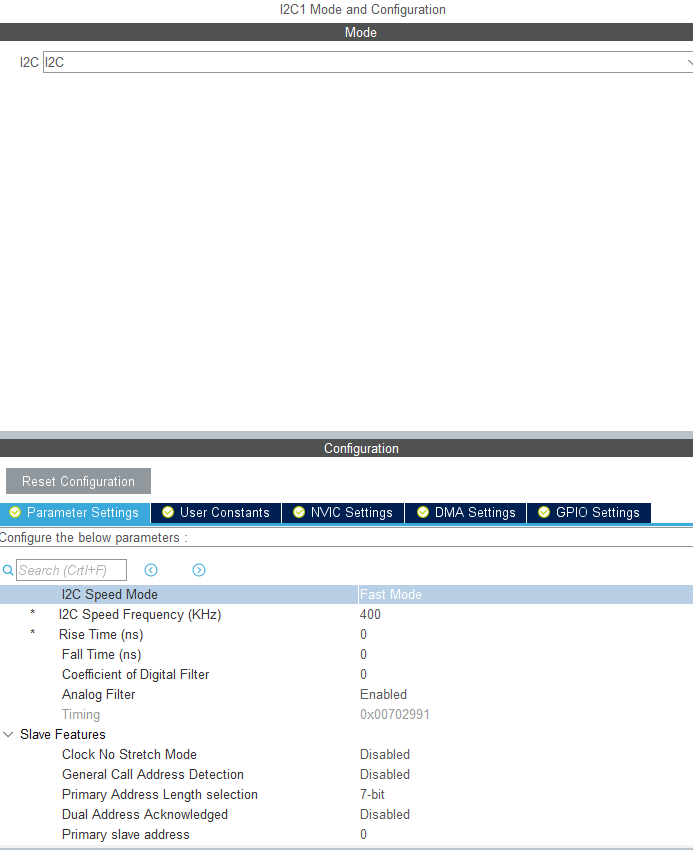 I2C1 Mode and Configuration
Mode
I2C I2C
Configuration
Reset Configuration
Parameter Settings User Constants NVIC Settings DMA Settings GPIO Settings
Configure the below parameters :
Search (Crtl+F)
I2C Speed Mode Fast Mode
* I2C Speed Frequency (KHz) 400
* Rise Time (ns) 0
Fall Time (ns) 0
Coefficient of Digital Filter 0
Analog Filter Enabled
Timing 0x00702991
Slave Features
Clock No Stretch Mode Disabled
General Call Address Detection Disabled
Primary Address Length selection 7-bit
Dual Address Acknowledged Disabled
Primary slave address 0